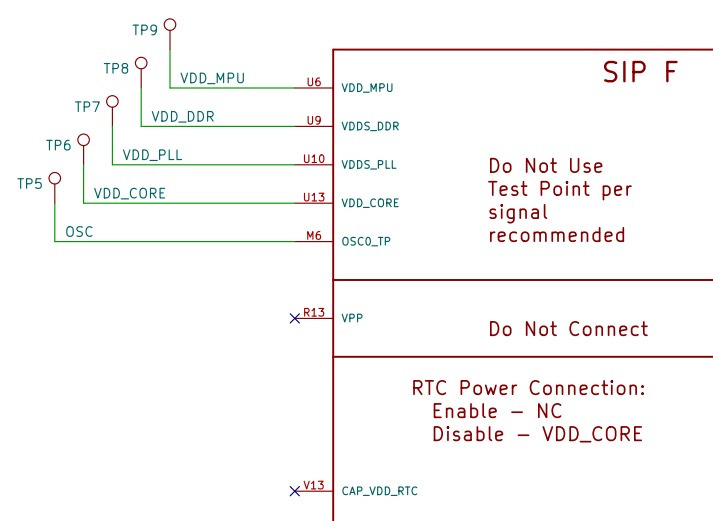 TP9
TP8
TP7
TP6
TP5
SIP F
VDD_MPU U6 VDD_MPU
VDD_DDR U9 VDDS_DDR
VDD_PLL U10 VDDS_PLL
VDD_CORE U13 VDD_CORE
OSC M6 OSC0_TP
Do Not Use
Test Point per
signal
recommended
R13 VPP
Do Not Connect
RTC Power Connection:
Enable – NC
Disable – VDD_CORE
V13 CAP_VDD_RTC